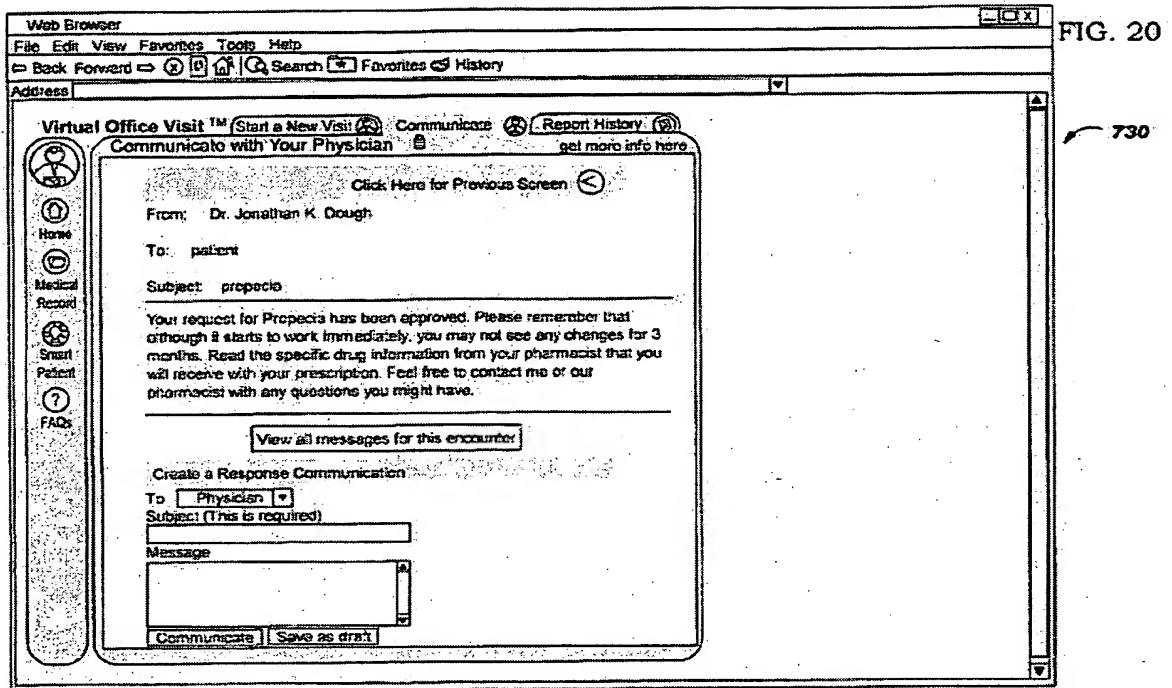 Web Browser
FIG. 20
File Edit View Favorites Tools Help
Back Forward Search Favorites History
Address
730
Virtual Office Visit ™ Start a New Visit Communicate Report History
Communicate with Your Physician get more info here
Click Here for Previous Screen <
From: Dr. Jonathan K. Dough
Home
To: patient
Medical
Record
Subject: propecia
Your request for Propecia has been approved. Please remember that
although it starts to work immediately, you may not see any changes for 3
months. Read the specific drug information from your pharmacist that you
will receive with your prescription. Feel free to contact me or our
pharmacist with any questions you might have.
Smart
Patient
?
FAQs
View all messages for this encounter
Create a Response Communication
To Physician
Subject (This is required)
Message
Communicate Save as draft